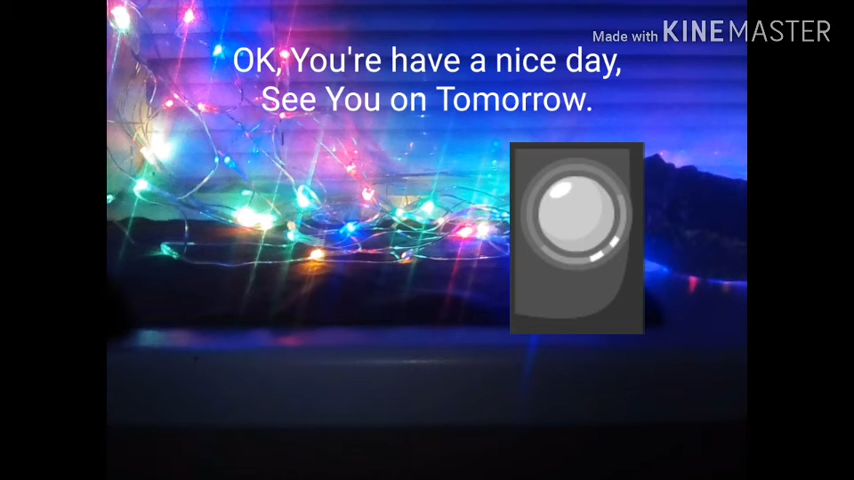 Made with KINEMASTER
OK, You're have a nice day,
See You on Tomorrow.